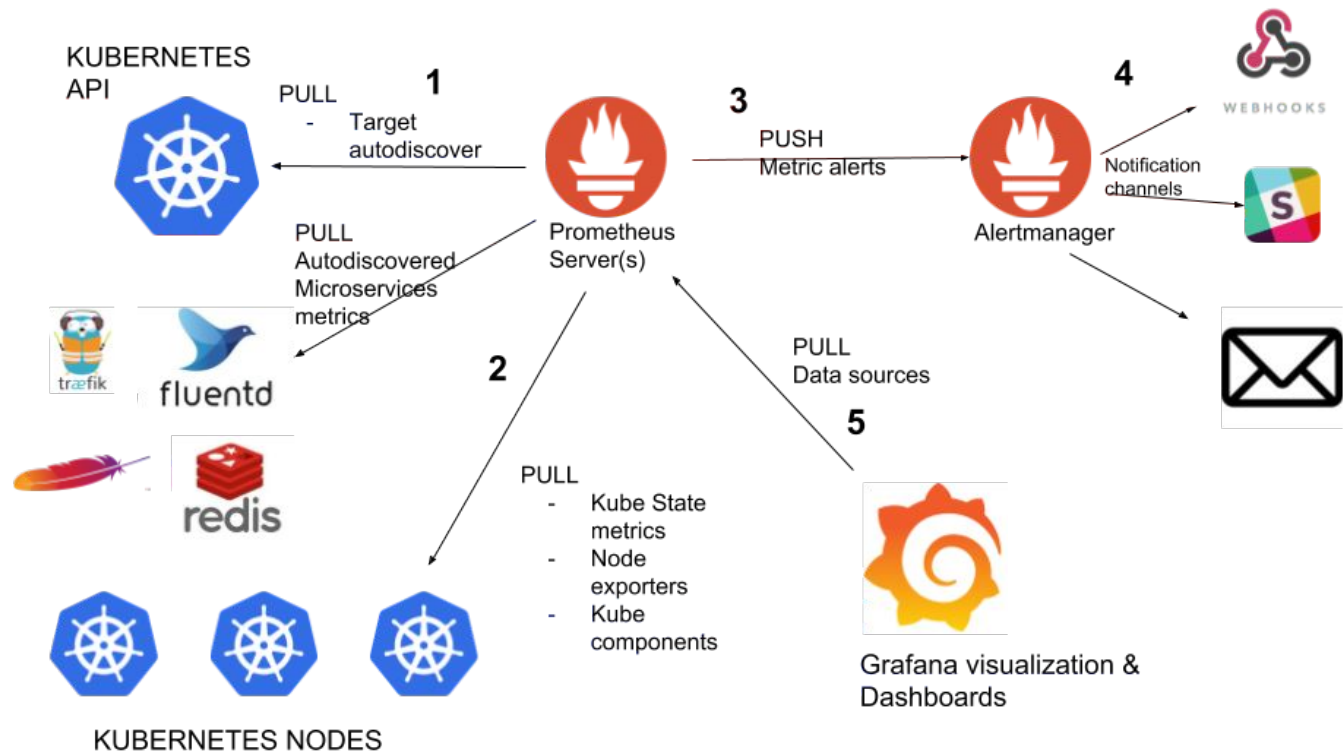 KUBERNETES
API
1
PULL
- Target
autodiscover
3
PUSH
Metric alerts
4
WEBHOOKS
Notification
channels
S
Prometheus
Server(s)
Alertmanager
PULL
Autodiscovered
Microservices
metrics
træfik
fluentd
2
PULL
Data sources
5
redis
PULL
- Kube State
metrics
- Node
exporters
- Kube
components
Grafana visualization &
Dashboards
KUBERNETES NODES